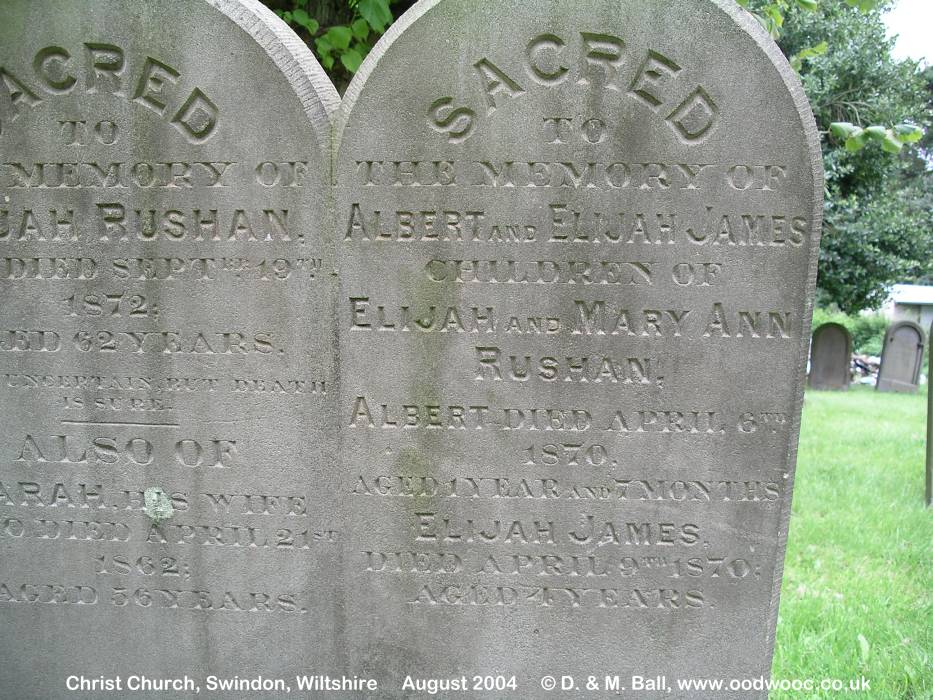 SACRED
TO
MEMORY OF
JAH RUSHAN,
DIED SEPTBR 19TH
1872;
ED 62 YEARS.
UNCERTAIN, BUT DEATH
IS SURE.
ALSO OF
ARAH, HIS WIFE
O DIED APRIL 21ST
1862;
AGED 56 YEARS.
SACRED
TO
THE MEMORY OF
ALBERT AND ELIJAH JAMES
CHILDREN OF
ELIJAH AND MARY ANN
RUSHAN,
ALBERT DIED APRIL 6TH
1870,
AGED 1 YEAR AND 7 MONTHS
ELIJAH JAMES,
DIED APRIL 9TH 1870;
AGED 4 YEARS.
Christ Church, Swindon, Wiltshire August 2004 © D. & M. Ball, www.oodwooc.co.uk